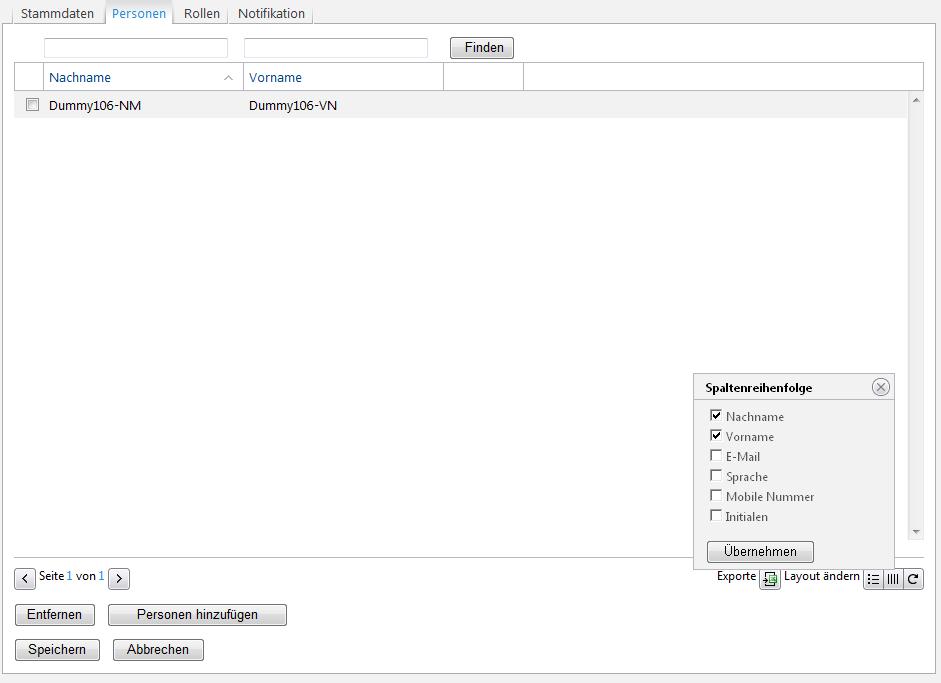 Stammdaten Personen Rollen Notifikation
Finden
Nachname Vorname
Dummy106-NM Dummy106-VN
Spaltenreihenfolge
Nachname
Vorname
E-Mail
Sprache
Mobile Nummer
Initialen
Übernehmen
Seite 1 von 1 Exporte Layout ändern
Entfernen Personen hinzufügen
Speichern Abbrechen